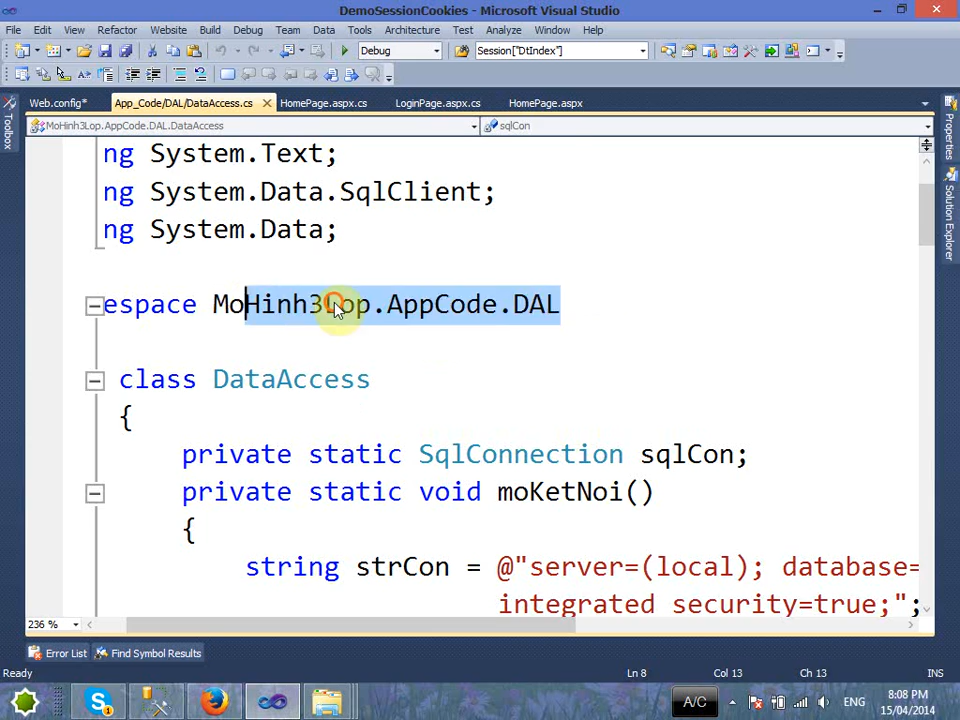 DemoSessionCookies - Microsoft Visual Studio
File Edit View Refactor Website Build Debug Team Data Tools Architecture Test Analyze Window Help
Debug Session["DtIndex"]
Web.config* App_Code/DAL/DataAccess.cs HomePage.aspx.cs LoginPage.aspx.cs HomePage.aspx
MoHinh3Lop.AppCode.DAL.DataAccess sqlCon
Toolbox
Properties
Solution Explorer
ng System.Text;
ng System.Data.SqlClient;
ng System.Data;
espace MoHinh3Lop.AppCode.DAL
class DataAccess
{
private static SqlConnection sqlCon;
private static void moKetNoi()
{
string strCon = @"server=(local); database=
integrated security=true;";
236 %
Error List Find Symbol Results
Ready Ln 8 Col 13 Ch 13 INS
A/C ENG 8:08 PM
15/04/2014